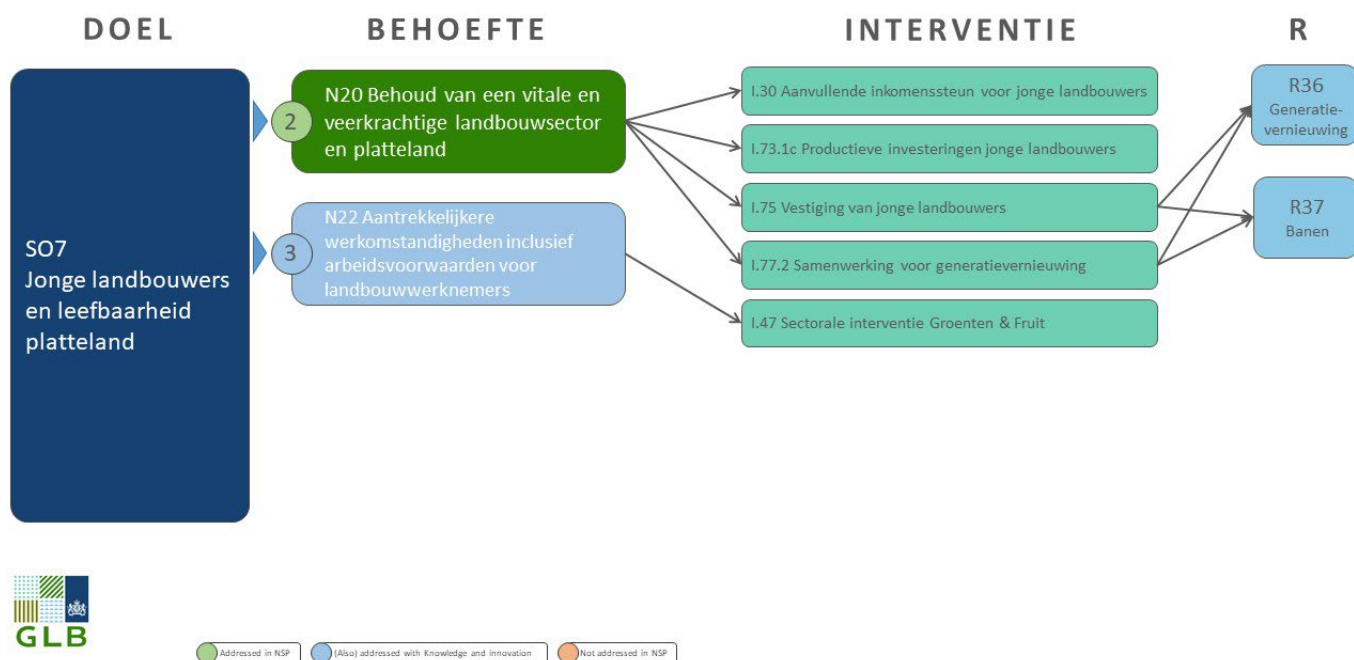 DOEL
BEHOEFTE
INTERVENTIE
R
SO7
Jonge landbouwers
en leefbaarheid
platteland
2
N20 Behoud van een vitale en
veerkrachtige landbouwsector
en platteland
3
N22 Aantrekkelijkere
werkomstandigheden inclusief
arbeidsvoorwaarden voor
landbouwwerknemers
I.30 Aanvullende inkomenssteun voor jonge landbouwers
I.73.1c Productieve investeringen jonge landbouwers
I.75 Vestiging van jonge landbouwers
I.77.2 Samenwerking voor generatievernieuwing
I.47 Sectorale interventie Groenten & Fruit
R36
Generatie-
vernieuwing
R37
Banen
GLB
Addressed in NSP
(Also) addressed with Knowledge and innovation
Not addressed in NSP